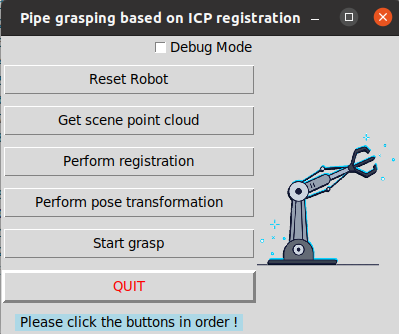 Pipe grasping based on ICP registration
Debug Mode
Reset Robot
Get scene point cloud
Perform registration
Perform pose transformation
Start grasp
QUIT
Please click the buttons in order !